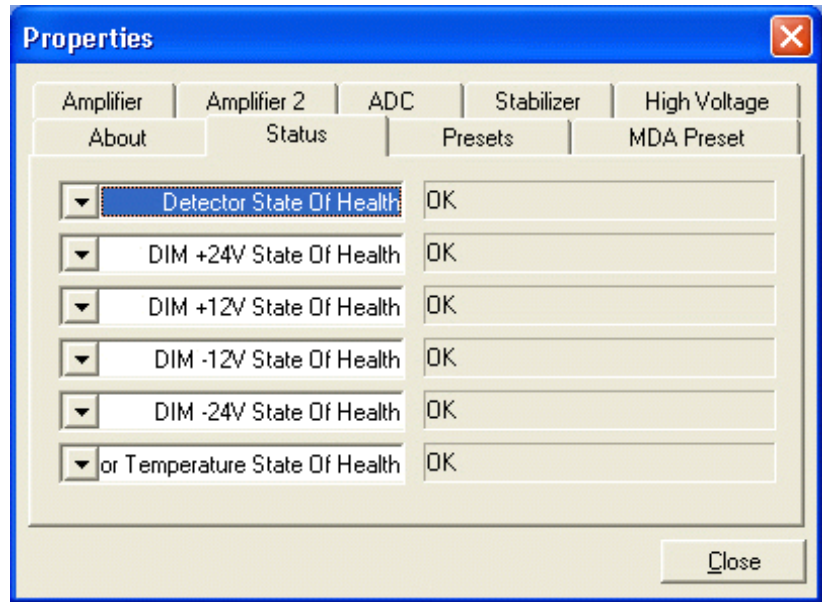 Properties
Amplifier Amplifier 2 ADC Stabilizer High Voltage
About Status Presets MDA Preset
Detector State Of Health OK
DIM +24V State Of Health OK
DIM +12V State Of Health OK
DIM -12V State Of Health OK
DIM -24V State Of Health OK
or Temperature State Of Health OK
Close